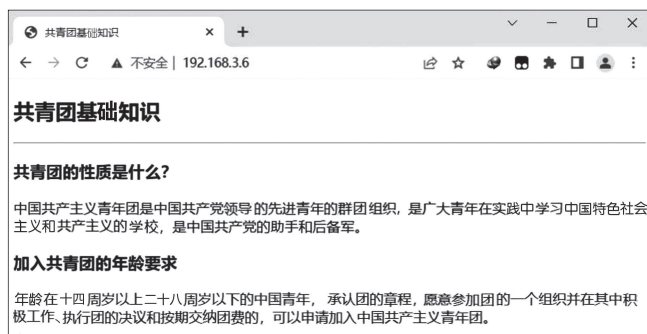 共青团基础知识
不安全 | 192.168.3.6
共青团基础知识
共青团的性质是什么?
中国共产主义青年团是中国共产党领导的先进青年的群团组织，是广大青年在实践中学习中国特色社会
主义和共产主义的学校，是中国共产党的助手和后备军。
加入共青团的年龄要求
年龄在十四周岁以上二十八周岁以下的中国青年，承认团的章程，愿意参加团的一个组织并在其中积
极工作、执行团的决议和按期交纳团费的，可以申请加入中国共产主义青年团。